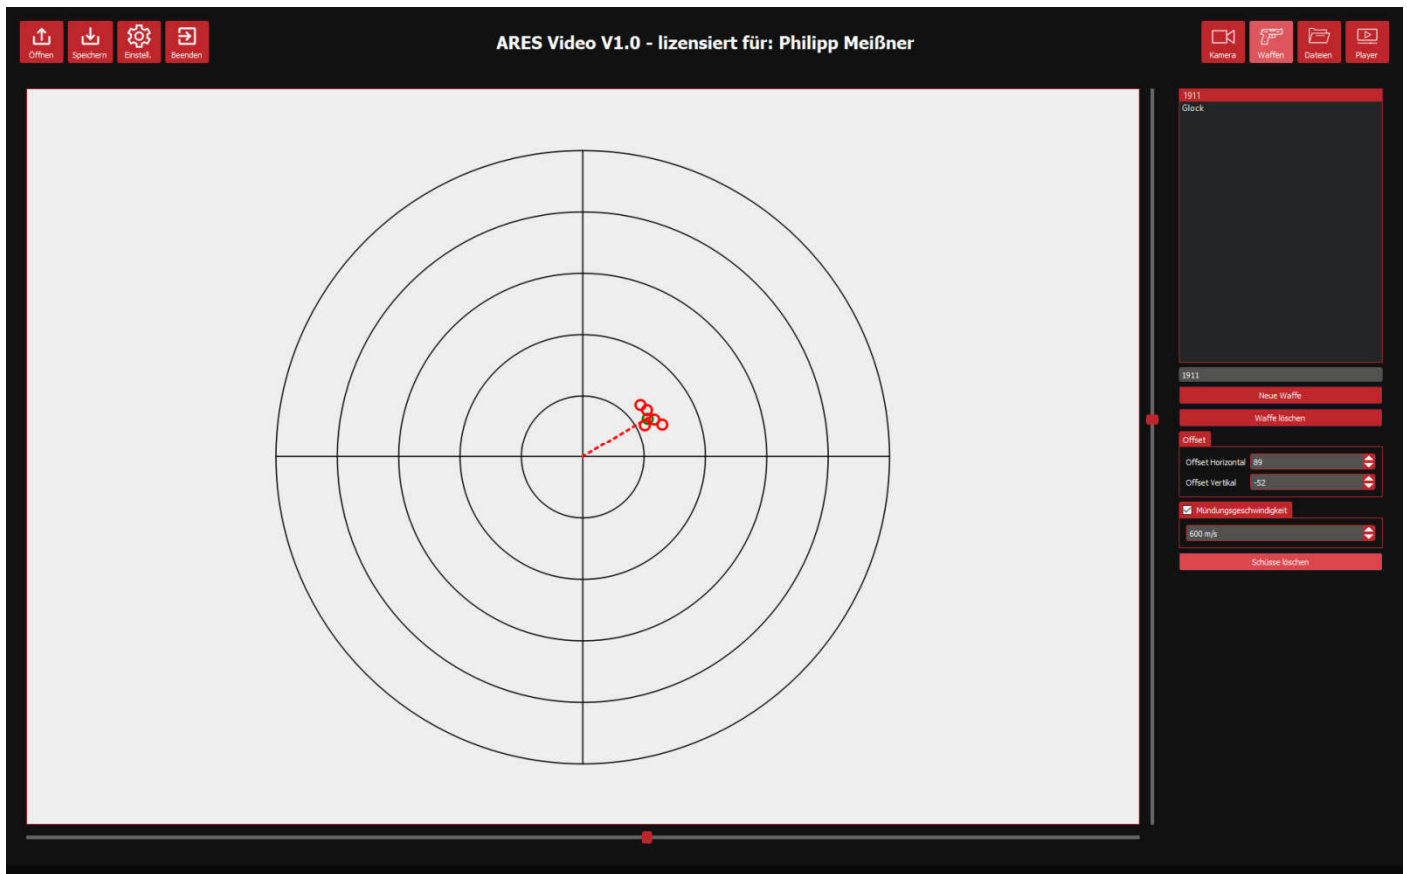 ARES Video V1.0 - lizensiert für: Philipp Meißner
Öffnen Speichern Einstell. Beenden
Kamera Waffen Dateien Player
1911
Glock
1911
Neue Waffe
Waffe löschen
Offset
Offset Horizontal 89
Offset Vertikal -52
Mündungsgeschwindigkeit
600 m/s
Schüsse löschen